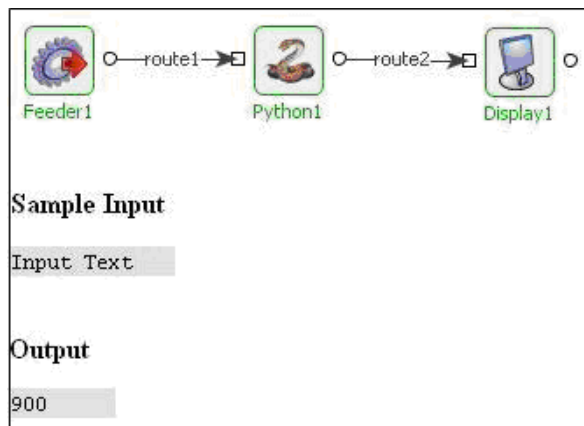 route1 route2
Feeder1 Python1 Display1
Sample Input
Input Text
Output
900